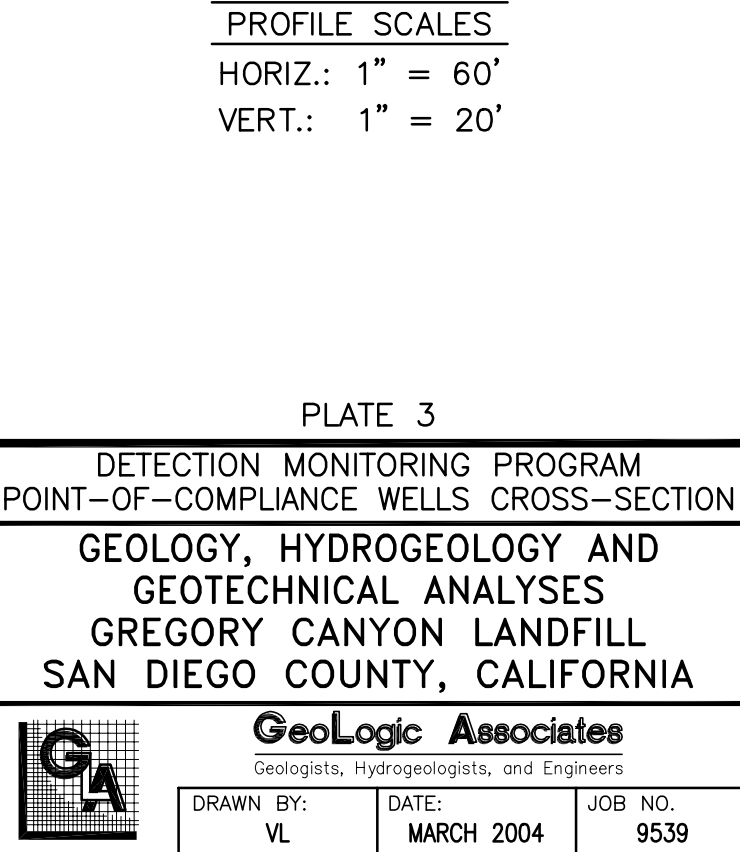 PROFILE SCALES
HORIZ.: 1" = 60'
VERT.: 1" = 20'
PLATE 3
DETECTION MONITORING PROGRAM
POINT-OF-COMPLIANCE WELLS CROSS-SECTION
GEOLOGY, HYDROGEOLOGY AND
GEOTECHNICAL ANALYSES
GREGORY CANYON LANDFILL
SAN DIEGO COUNTY, CALIFORNIA
GLA
GeoLogic Associates
Geologists, Hydrogeologists, and Engineers
DRAWN BY: DATE: JOB NO.
VL MARCH 2004 9539